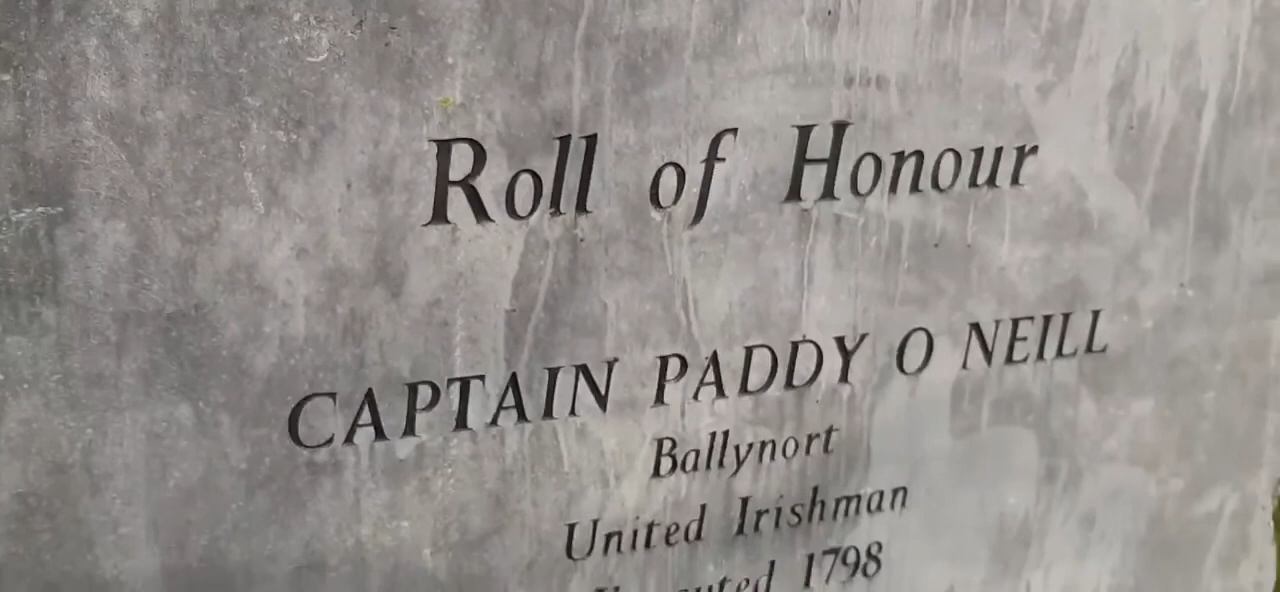 Roll of Honour
CAPTAIN PADDY O NEILL
Ballynort
United Irishman
1798